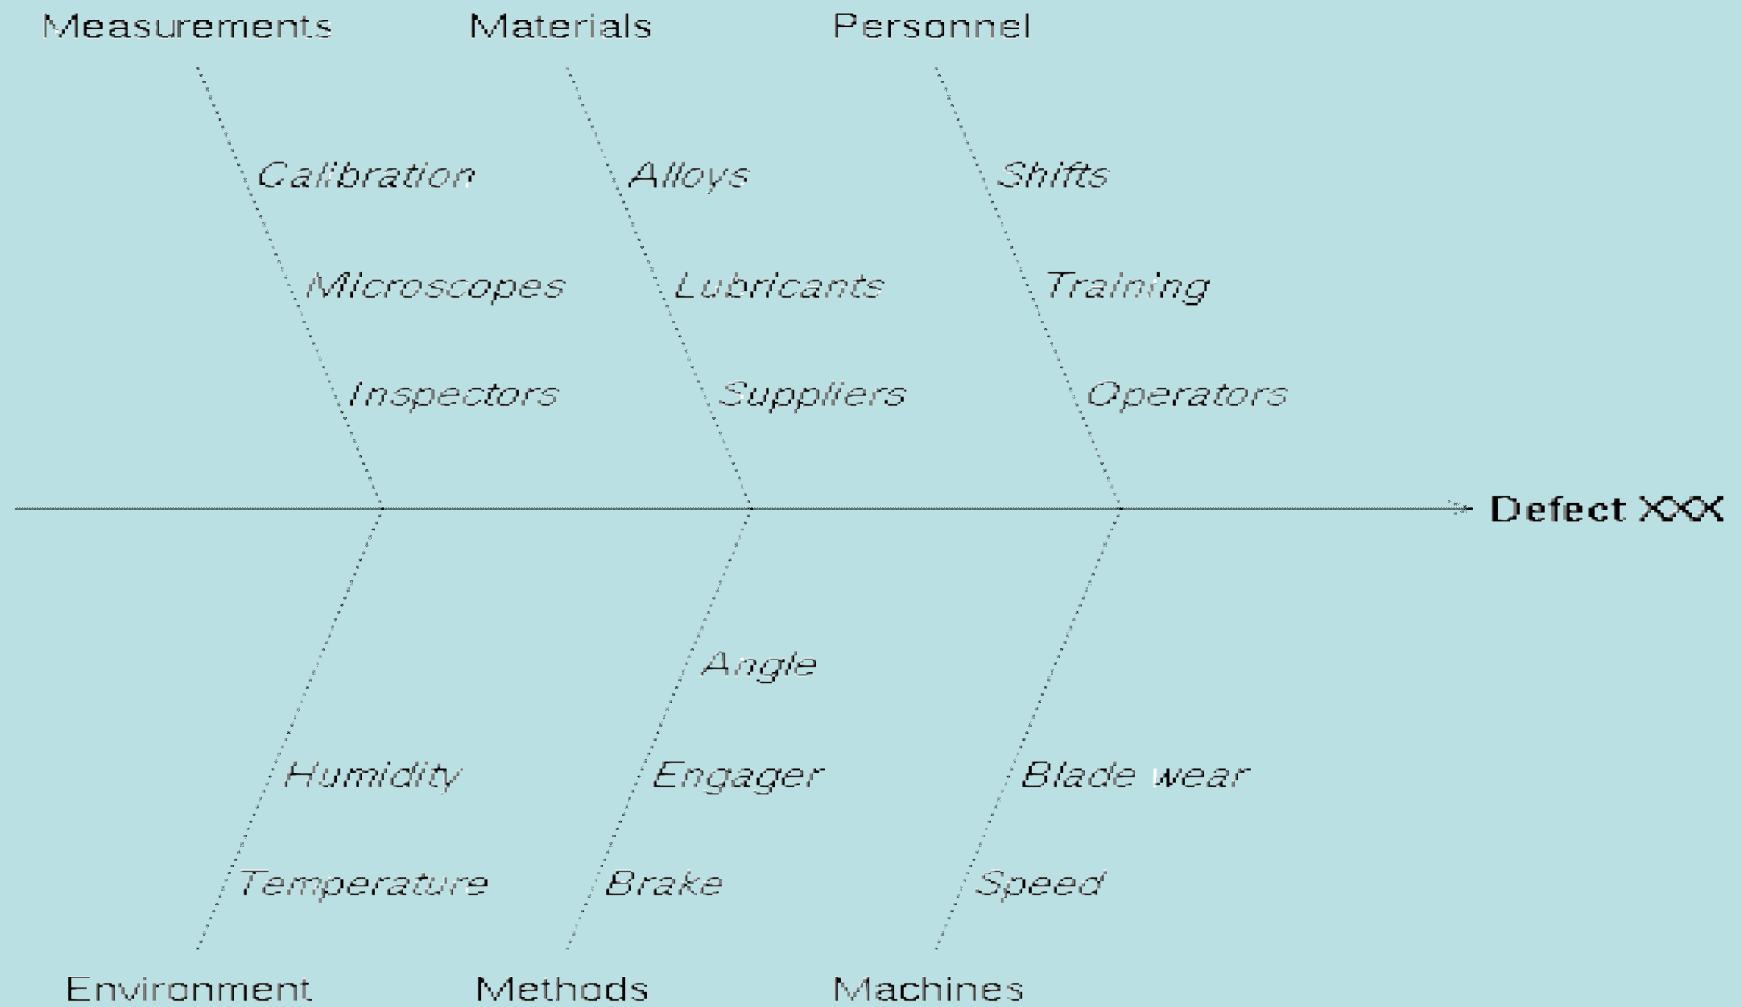 Measurements
Materials
Personnel
Calibration
Alloys
Shifts
Microscopes
Lubricants
Training
Inspectors
Suppliers
Operators
Defect XXX
Angle
Humidity
Engager
Blade wear
Temperature
Brake
Speed
Environment
Methods
Machines